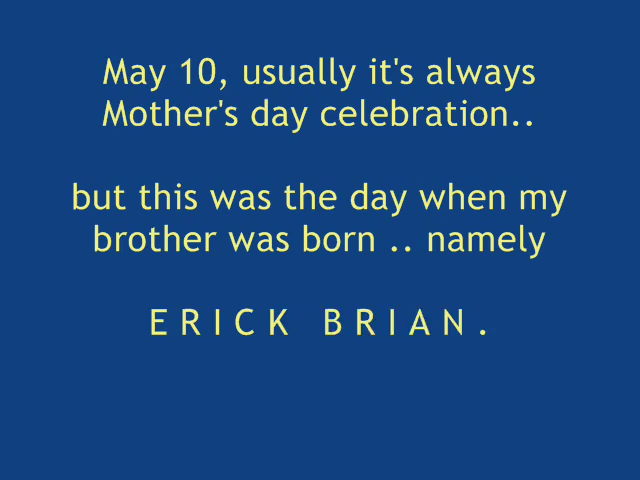 May 10, usually it's always
Mother's day celebration..
but this was the day when my
brother was born .. namely
E R I C K   B R I A N .